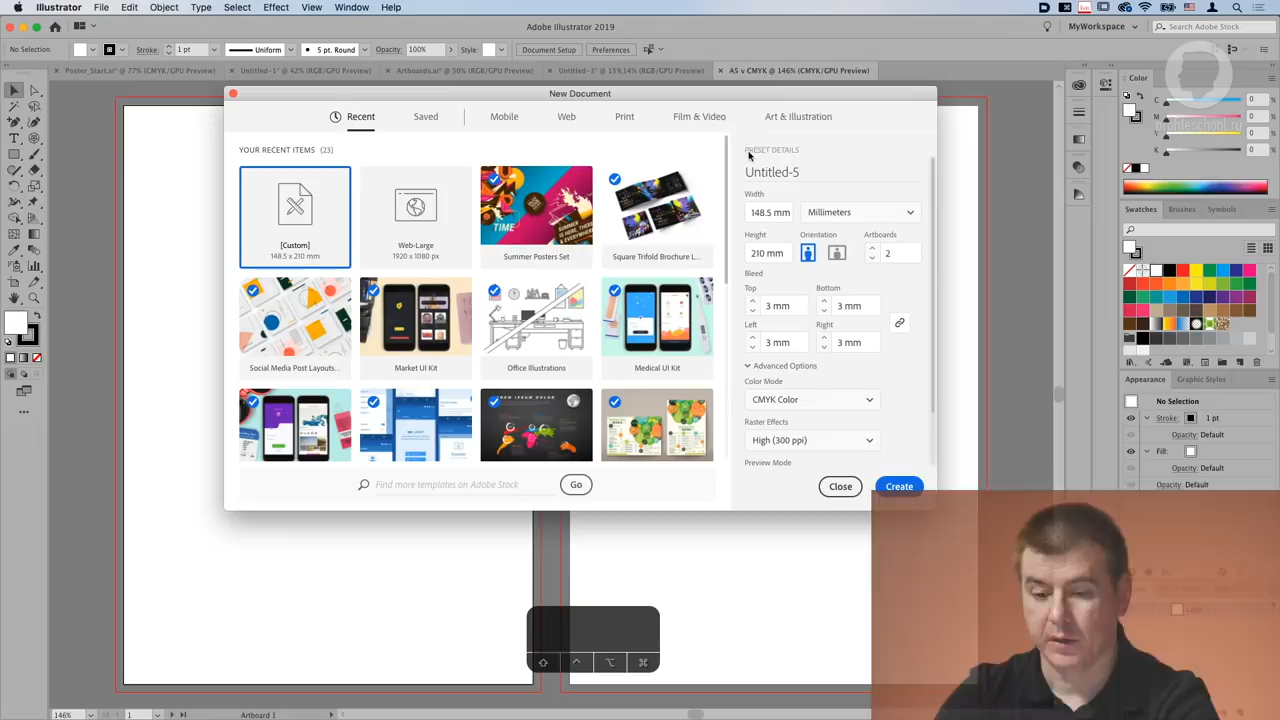 Illustrator File Edit Object Type Select Effect View Window Help
Adobe Illustrator 2019
MyWorkspace
Search Adobe Stock
No Selection
Stroke: 1 pt
Uniform
5 pt. Round
Opacity: 100%
Style:
Document Setup
Preferences
Poster_Start.ai* @ 77% (CMYK/GPU Preview)
Untitled-1* @ 42% (RGB/GPU Preview)
Artboards.ai* @ 50% (RGB/GPU Preview)
Untitled-3* @ 159,14% (RGB/GPU Preview)
A5 v CMYK @ 146% (CMYK/GPU Preview)
New Document
Recent
Saved
Mobile
Web
Print
Film & Video
Art & Illustration
YOUR RECENT ITEMS (23)
[Custom]
148.5 x 210 mm
Web-Large
1920 x 1080 px
Summer Posters Set
Square Trifold Brochure L...
Social Media Post Layouts...
Market UI Kit
Office Illustrations
Medical UI Kit
Find more templates on Adobe Stock
Go
PRESET DETAILS
Untitled-5
Width
148.5 mm
Millimeters
Height
Orientation
Artboards
210 mm
2
Bleed
Top
Bottom
3 mm
3 mm
Left
Right
3 mm
3 mm
Advanced Options
Color Mode
CMYK Color
Raster Effects
High (300 ppi)
Preview Mode
Close
Create
Color
C 0 %
M 0 %
Y 0 %
K 0 %
profileschool.ru
Swatches
Brushes
Symbols
Appearance
Graphic Styles
No Selection
Stroke: 1 pt
Opacity: Default
Fill:
Opacity: Default
Opacity: Default
146%
1
Artboard 1